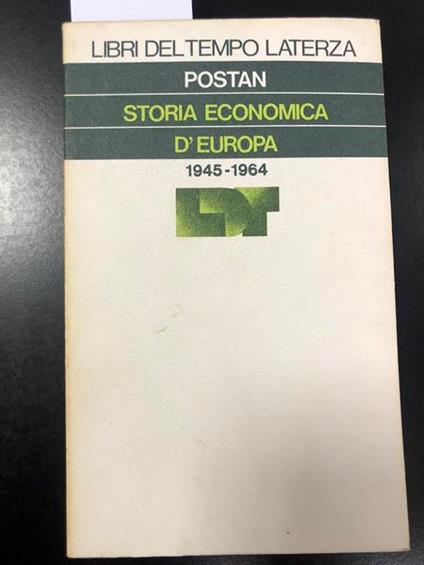 LIBRI DEL TEMPO LATERZA
POSTAN
STORIA ECONOMICA
D'EUROPA
1945-1964
LDT